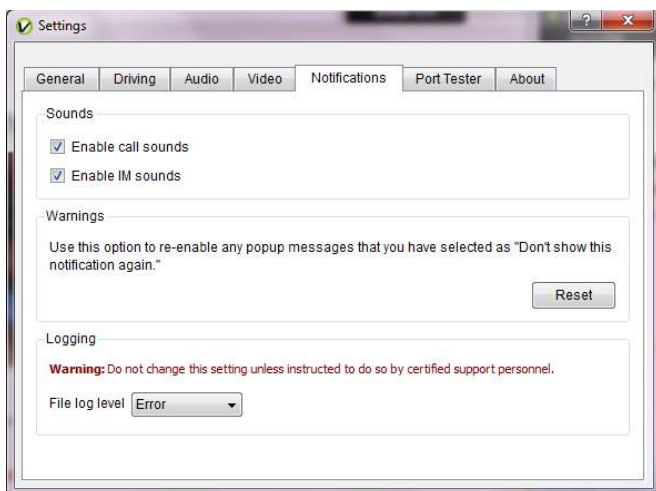 Settings
General Driving Audio Video Notifications Port Tester About
Sounds
Enable call sounds
Enable IM sounds
Warnings
Use this option to re-enable any popup messages that you have selected as "Don't show this
notification again."
Reset
Logging
Warning: Do not change this setting unless instructed to do so by certified support personnel.
File log level Error